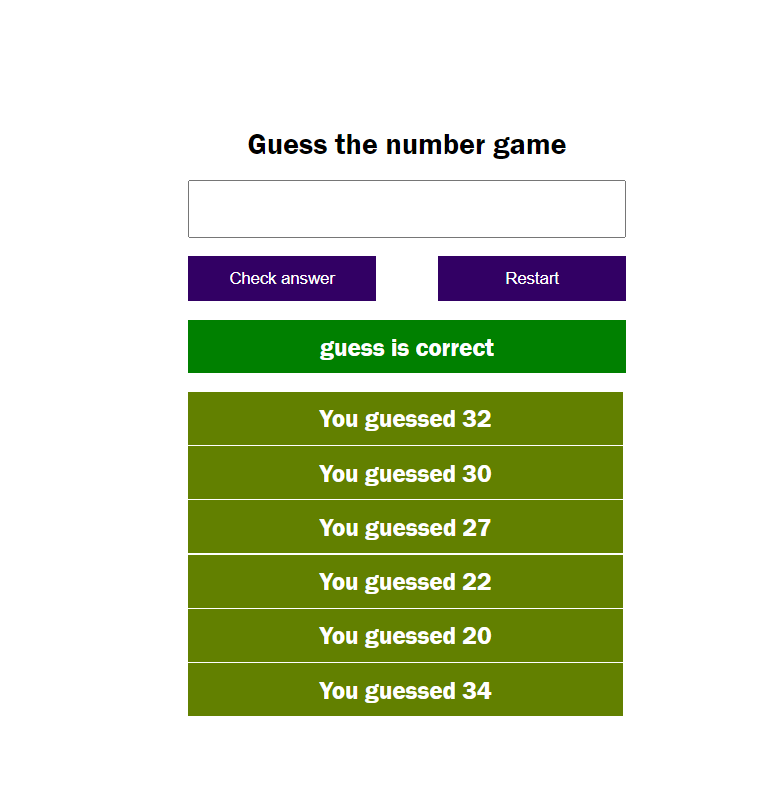 Guess the number game
Check answer
Restart
guess is correct
You guessed 32
You guessed 30
You guessed 27
You guessed 22
You guessed 20
You guessed 34